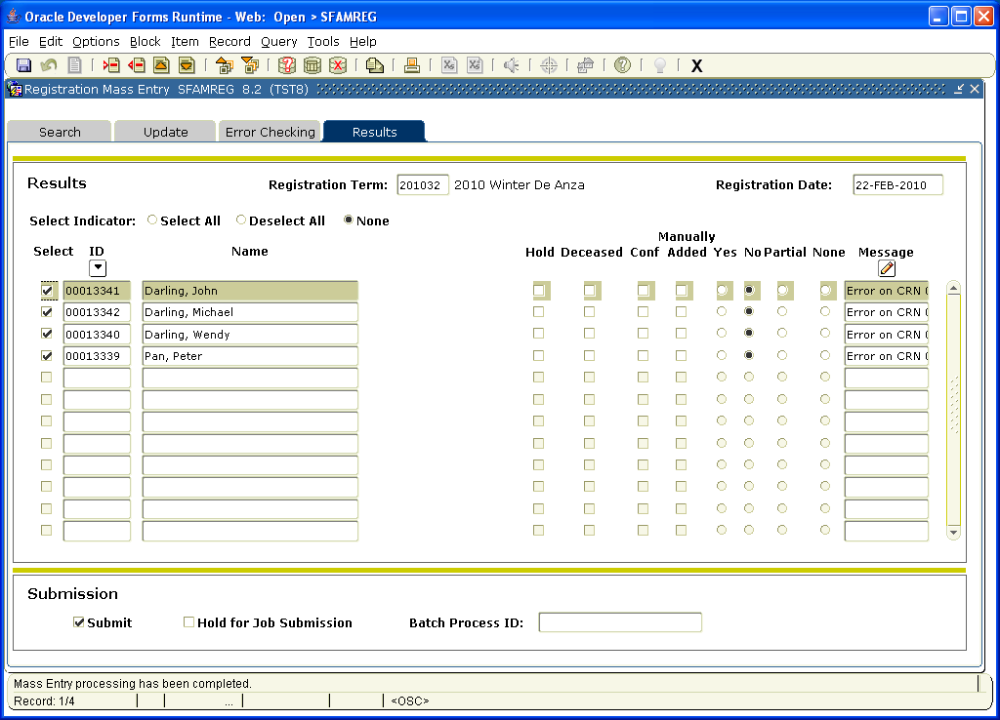 Oracle Developer Forms Runtime - Web: Open > SFAMREG
File Edit Options Block Item Record Query Tools Help
X
Registration Mass Entry SFAMREG 8.2 (TST8)
Search Update Error Checking Results
Results Registration Term: 201032 2010 Winter De Anza Registration Date: 22-FEB-2010
Select Indicator: Select All Deselect All None
Manually
Select ID Name Hold Deceased Conf Added Yes No Partial None Message
00013341 Darling, John Error on CRN
00013342 Darling, Michael Error on CRN
00013340 Darling, Wendy Error on CRN
00013339 Pan, Peter Error on CRN
Submission
Submit Hold for Job Submission Batch Process ID:
Mass Entry processing has been completed.
Record: 1/4 ... <OSC>